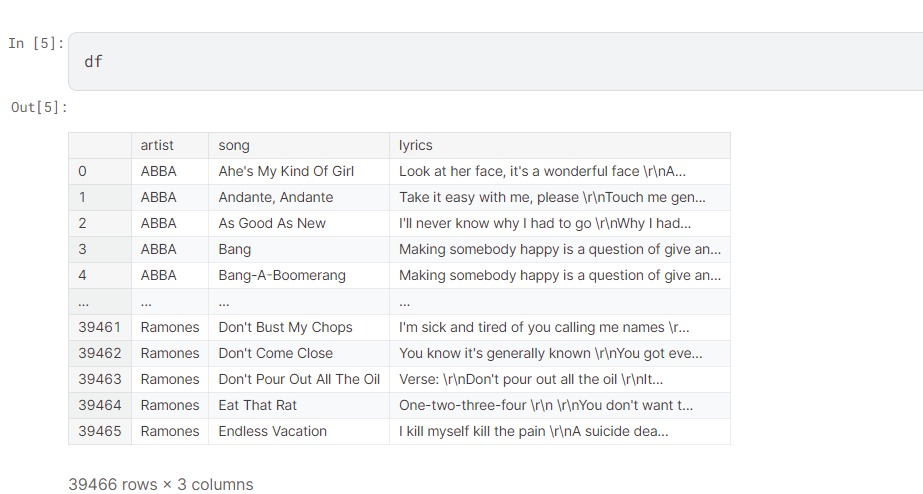 In [5]:
df
Out[5]:
artist song lyrics
0 ABBA Ahe's My Kind Of Girl Look at her face, it's a wonderful face \r\nA...
1 ABBA Andante, Andante Take it easy with me, please \r\nTouch me gen...
2 ABBA As Good As New I'll never know why I had to go \r\nWhy I had...
3 ABBA Bang Making somebody happy is a question of give an...
4 ABBA Bang-A-Boomerang Making somebody happy is a question of give an...
... ... ... ...
39461 Ramones Don't Bust My Chops I'm sick and tired of you calling me names \r...
39462 Ramones Don't Come Close You know it's generally known \r\nYou got eve...
39463 Ramones Don't Pour Out All The Oil Verse: \r\nDon't pour out all the oil \r\nIt...
39464 Ramones Eat That Rat One-two-three-four \r\n \r\nYou don't want t...
39465 Ramones Endless Vacation I kill myself kill the pain \r\nA suicide dea...
39466 rows × 3 columns